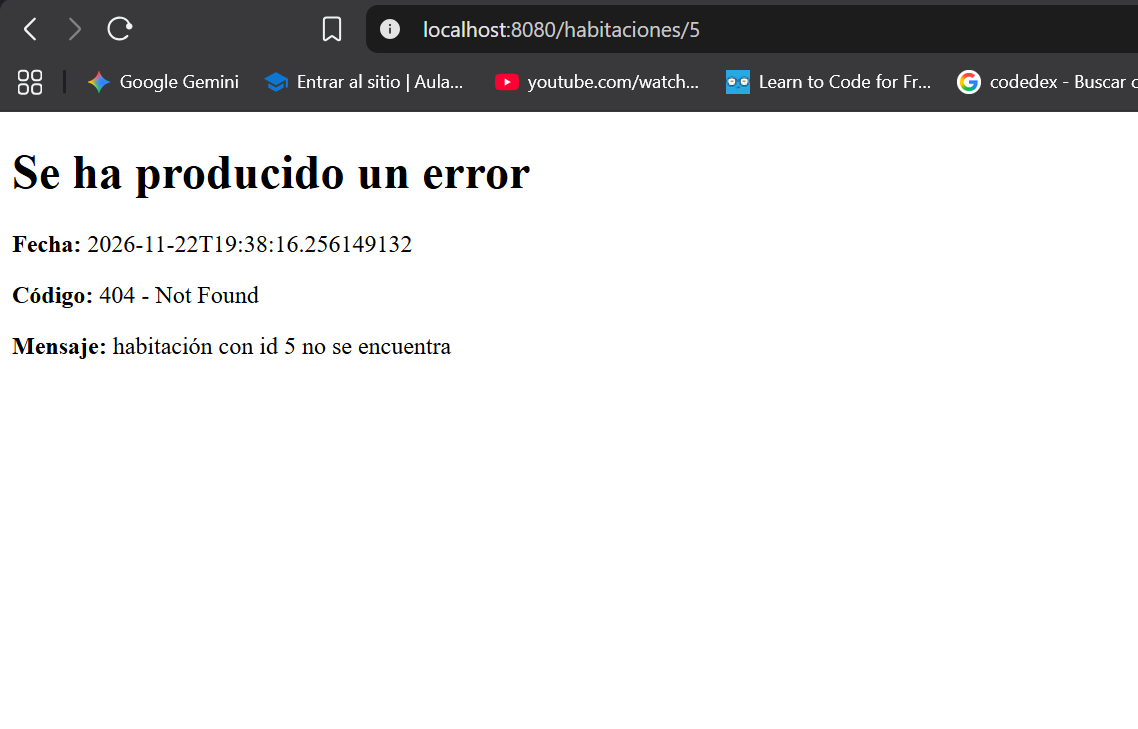 localhost:8080/habitaciones/5
Google Gemini Entrar al sitio | Aula... youtube.com/watch... Learn to Code for Fr... codedex - Buscar
Se ha producido un error
Fecha: 2026-11-22T19:38:16.256149132
Código: 404 - Not Found
Mensaje: habitación con id 5 no se encuentra